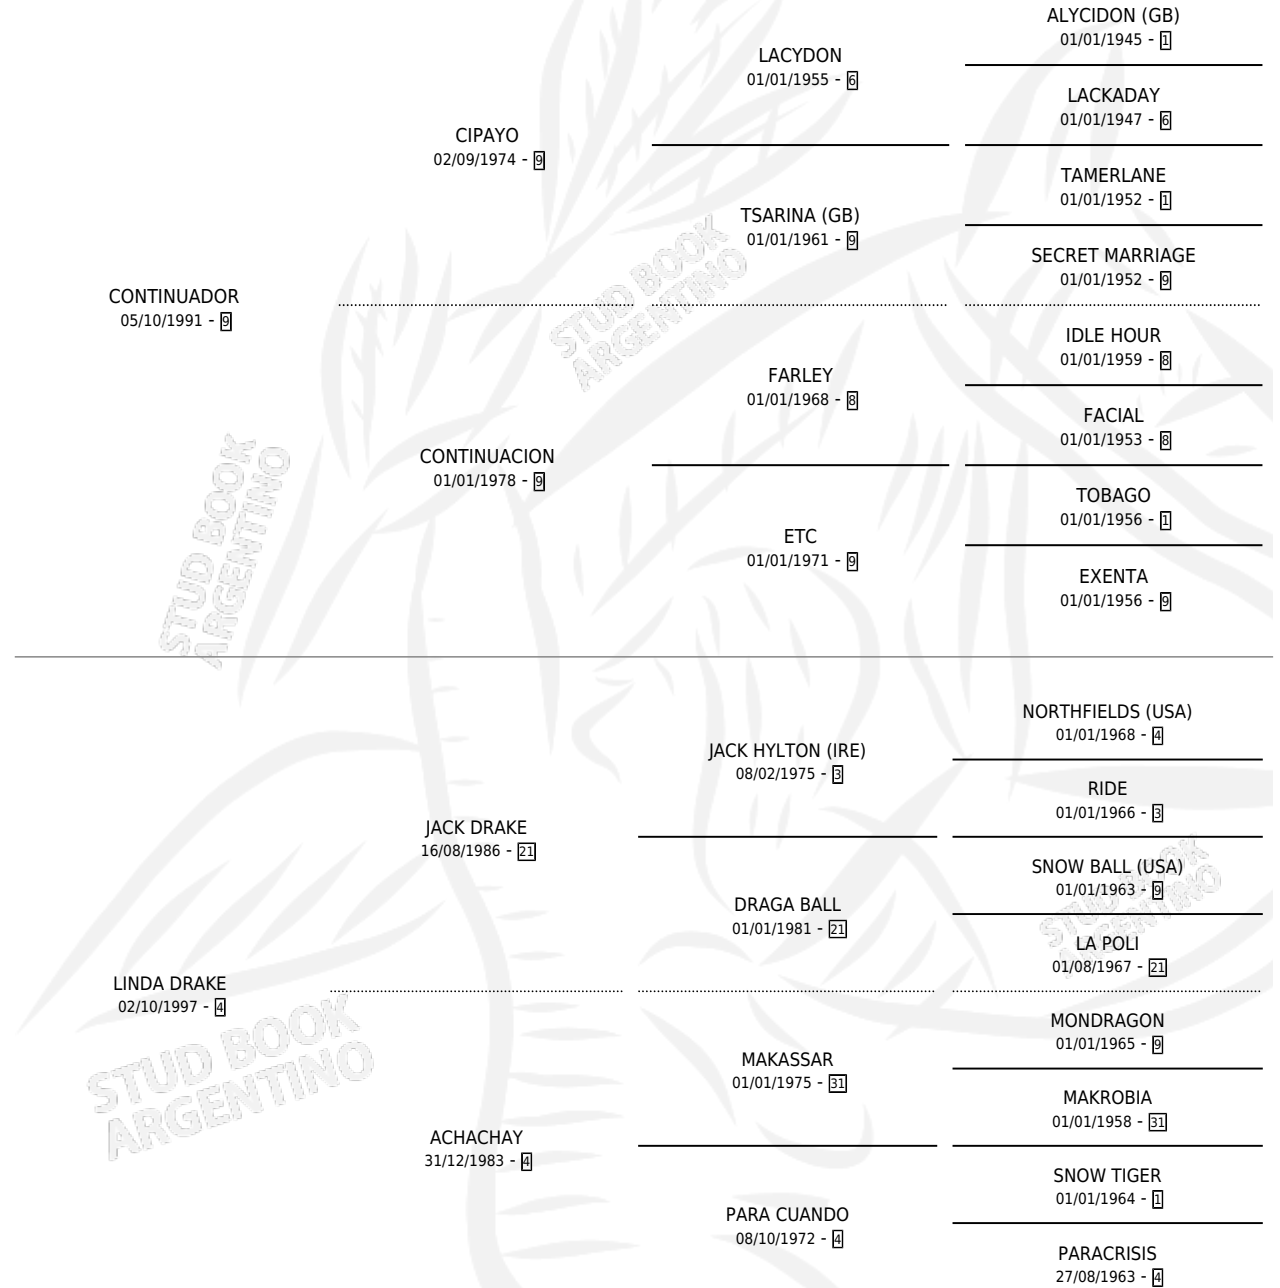 ALYCIDON (GB)
01/01/1945 - 1
LACYDON
01/01/1955 - 6
LACKADAY
01/01/1947 - 6
CIPAYO
02/09/1974 - 9
TAMERLANE
01/01/1952 - 1
TSARINA (GB)
01/01/1961 - 9
SECRET MARRIAGE
01/01/1952 - 9
CONTINUADOR
05/10/1991 - 9
STUD BOOK
ARGENTINO
IDLE HOUR
01/01/1959 - 8
FARLEY
01/01/1968 - 8
FACIAL
01/01/1953 - 8
CONTINUACION
01/01/1978 - 9
TOBAGO
01/01/1956 - 1
ETC
01/01/1971 - 9
EXENTA
01/01/1956 - 9
STUD BOOK
ARGENTINO
NORTHFIELDS (USA)
01/01/1968 - 4
JACK HYLTON (IRE)
08/02/1975 - 3
RIDE
01/01/1966 - 3
JACK DRAKE
16/08/1986 - 21
SNOW BALL (USA)
01/01/1963 - 9
DRAGA BALL
01/01/1981 - 21
LA POLI
01/08/1967 - 21
STUD BOOK
ARGENTINO
LINDA DRAKE
02/10/1997 - 4
MONDRAGON
01/01/1965 - 9
MAKASSAR
01/01/1975 - 31
MAKROBIA
01/01/1958 - 31
STUD BOOK
ARGENTINO
ACHACHAY
31/12/1983 - 4
SNOW TIGER
01/01/1964 - 1
PARA CUANDO
08/10/1972 - 4
PARACRISIS
27/08/1963 - 4